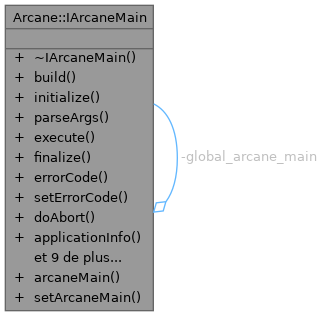 Arcane::IArcaneMain
+ ~IArcaneMain()
+ build()
+ initialize()
+ parseArgs()
+ execute()
+ finalize()
+ errorCode()
+ setErrorCode()
+ doAbort()
+ applicationInfo()
et 9 de plus...
+ arcaneMain()
+ setArcaneMain()
-global_arcane_main